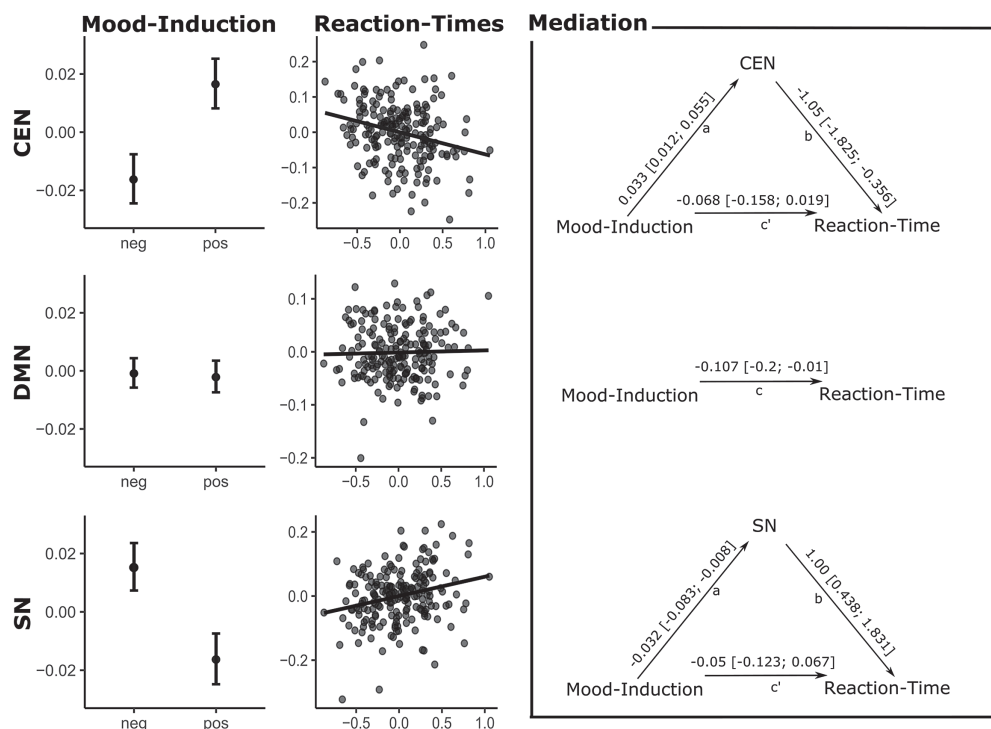 Mood-Induction
Reaction-Times
Mediation
CEN
0.02
0.00
−0.02
neg
pos
0.2
0.1
0.0
−0.1
−0.2
−0.5
0.0
0.5
1.0
CEN
0.033 [0.012; 0.055]
a
-1.05 [-1.825; -0.356]
b
-0.068 [-0.158; 0.019]
c'
Mood-Induction
Reaction-Time
DMN
0.02
0.00
−0.02
neg
pos
0.1
0.0
−0.1
−0.2
−0.5
0.0
0.5
1.0
-0.107 [-0.2; -0.01]
c
Mood-Induction
Reaction-Time
SN
0.02
0.00
−0.02
neg
pos
0.2
0.0
−0.2
−0.5
0.0
0.5
1.0
SN
-0.032 [-0.083; -0.008]
a
1.00 [0.438; 1.831]
b
-0.05 [-0.123; 0.067]
c'
Mood-Induction
Reaction-Time